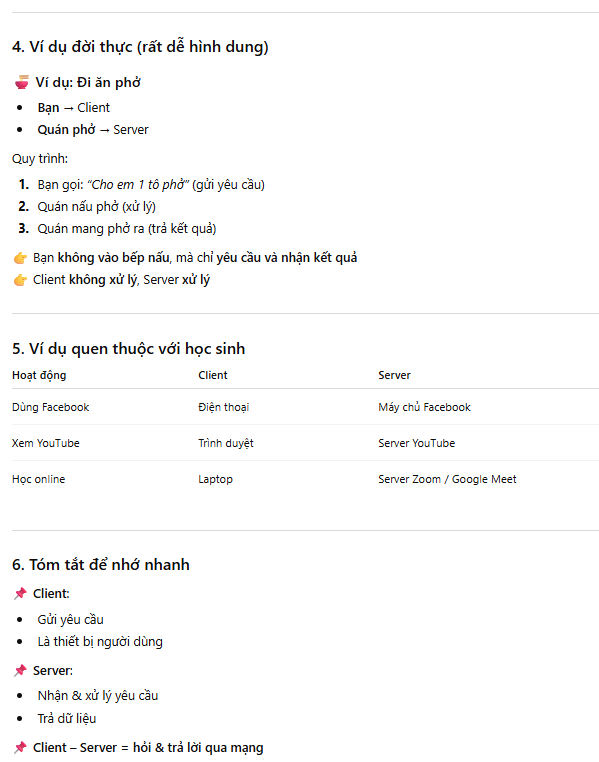 4. Ví dụ đời thực (rất dễ hình dung)
🍜 Ví dụ: Đi ăn phở
• Bạn → Client
• Quán phở → Server
Quy trình:
1. Bạn gọi: “Cho em 1 tô phở” (gửi yêu cầu)
2. Quán nấu phở (xử lý)
3. Quán mang phở ra (trả kết quả)
👉 Bạn không vào bếp nấu, mà chỉ yêu cầu và nhận kết quả
👉 Client không xử lý, Server xử lý
5. Ví dụ quen thuộc với học sinh
Hoạt động Client Server
Dùng Facebook Điện thoại Máy chủ Facebook
Xem YouTube Trình duyệt Server YouTube
Học online Laptop Server Zoom / Google Meet
6. Tóm tắt để nhớ nhanh
📌 Client:
• Gửi yêu cầu
• Là thiết bị người dùng
📌 Server:
• Nhận & xử lý yêu cầu
• Trả dữ liệu
📌 Client – Server = hỏi & trả lời qua mạng